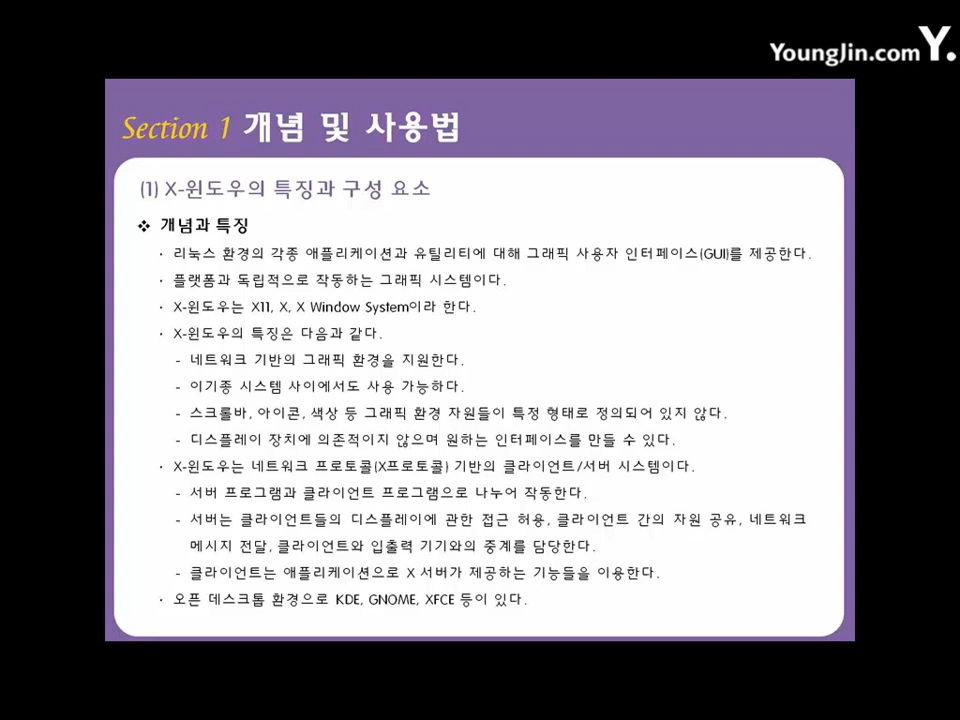 YoungJin.com Y.
Section 1 개념 및 사용법
(1) X-윈도우의 특징과 구성 요소
❖ 개념과 특징
· 리눅스 환경의 각종 애플리케이션과 유틸리티에 대해 그래픽 사용자 인터페이스(GUI)를 제공한다.
· 플랫폼과 독립적으로 작동하는 그래픽 시스템이다.
· X-윈도우는 X11, X, X Window System이라 한다.
· X-윈도우의 특징은 다음과 같다.
- 네트워크 기반의 그래픽 환경을 지원한다.
- 이기종 시스템 사이에서도 사용 가능하다.
- 스크롤바, 아이콘, 색상 등 그래픽 환경 자원들이 특정 형태로 정의되어 있지 않다.
- 디스플레이 장치에 의존적이지 않으며 원하는 인터페이스를 만들 수 있다.
· X-윈도우는 네트워크 프로토콜(X프로토콜) 기반의 클라이언트/서버 시스템이다.
- 서버 프로그램과 클라이언트 프로그램으로 나누어 작동한다.
- 서버는 클라이언트들의 디스플레이에 관한 접근 허용, 클라이언트 간의 자원 공유, 네트워크
메시지 전달, 클라이언트와 입출력 기기와의 중계를 담당한다.
- 클라이언트는 애플리케이션으로 X 서버가 제공하는 기능들을 이용한다.
· 오픈 데스크톱 환경으로 KDE, GNOME, XFCE 등이 있다.